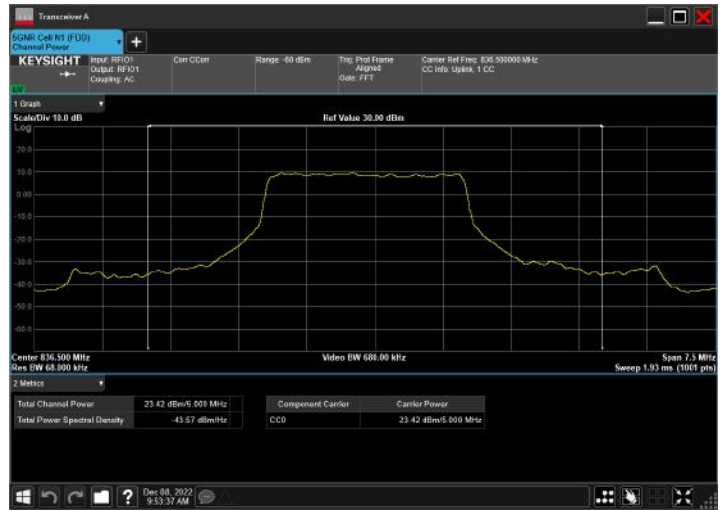 Transceiver A
5GNR Cell N1 (FDD)
Channel Power
KEYSIGHT
Input: RFIO1
Output: RFIO1
Coupling: AC
Corr CCorr
Range: -60 dBm
Trig: Prot Frame
Aligned
Gate: FFT
Carrier Ref Freq: 836.500000 MHz
CC Info: Uplink, 1 CC
1 Graph
Scale/Div 10.0 dB
Ref Value 30.00 dBm
Log
20.0
10.0
0.00
-10.0
-20.0
-30.0
-40.0
-50.0
-60.0
Center 836.500 MHz
Video BW 680.00 kHz
Span 7.5 MHz
Res BW 68.000 kHz
Sweep 1.93 ms (1001 pts)
2 Metrics
Total Channel Power 23.42 dBm/5.000 MHz
Total Power Spectral Density -43.57 dBm/Hz
Component Carrier Carrier Power
CC0 23.42 dBm/5.000 MHz
Dec 08, 2022
9:53:37 AM